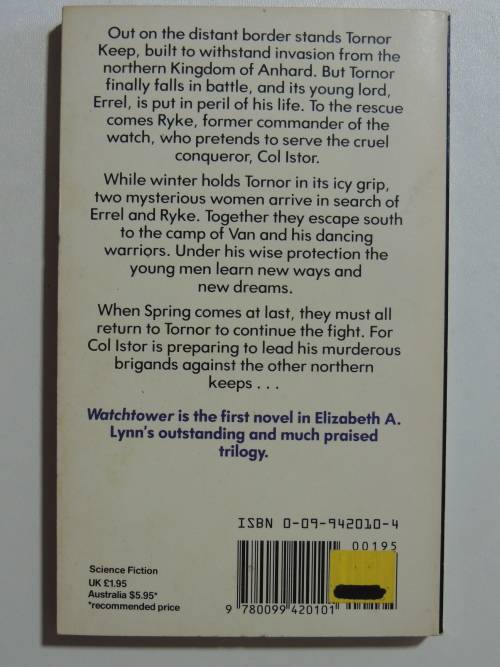 Out on the distant border stands Tornor
Keep, built to withstand invasion from the
northern Kingdom of Anhard. But Tornor
finally falls in battle, and its young lord,
Errel, is put in peril of his life. To the rescue
comes Ryke, former commander of the
watch, who pretends to serve the cruel
conqueror, Col Istor.
While winter holds Tornor in its icy grip,
two mysterious women arrive in search of
Errel and Ryke. Together they escape south
to the camp of Van and his dancing
warriors. Under his wise protection the
young men learn new ways and
new dreams.
When Spring comes at last, they must all
return to Tornor to continue the fight. For
Col Istor is preparing to lead his murderous
brigands against the other northern
keeps . . .
Watchtower is the first novel in Elizabeth A.
Lynn's outstanding and much praised
trilogy.
ISBN 0-09-942010-4
00195
Science Fiction
UK £1.95
Australia $5.95*
*recommended price
9 780099 420101